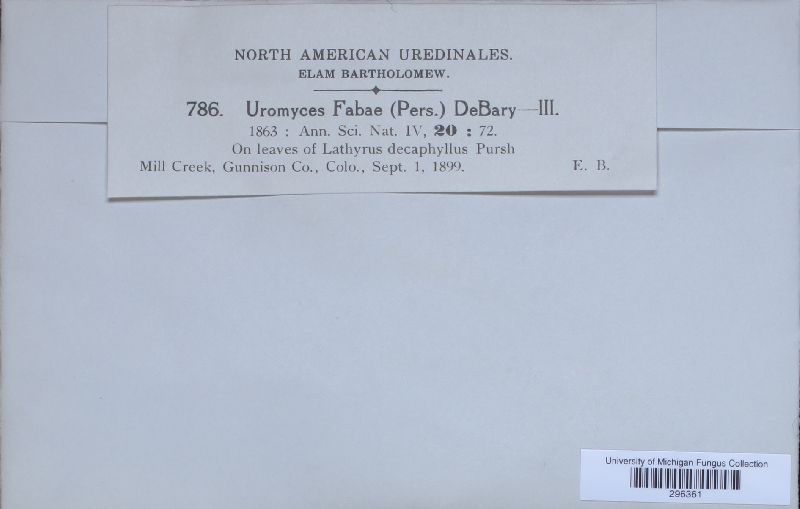 NORTH AMERICAN UREDINALES.
ELAM BARTHOLOMEW.
786. Uromyces Fabae (Pers.) DeBary—III.
1863 : Ann. Sci. Nat. IV, 20 : 72.
On leaves of Lathyrus decaphyllus Pursh
Mill Creek, Gunnison Co., Colo., Sept. 1, 1899. E. B.
University of Michigan Fungus Collection
296361